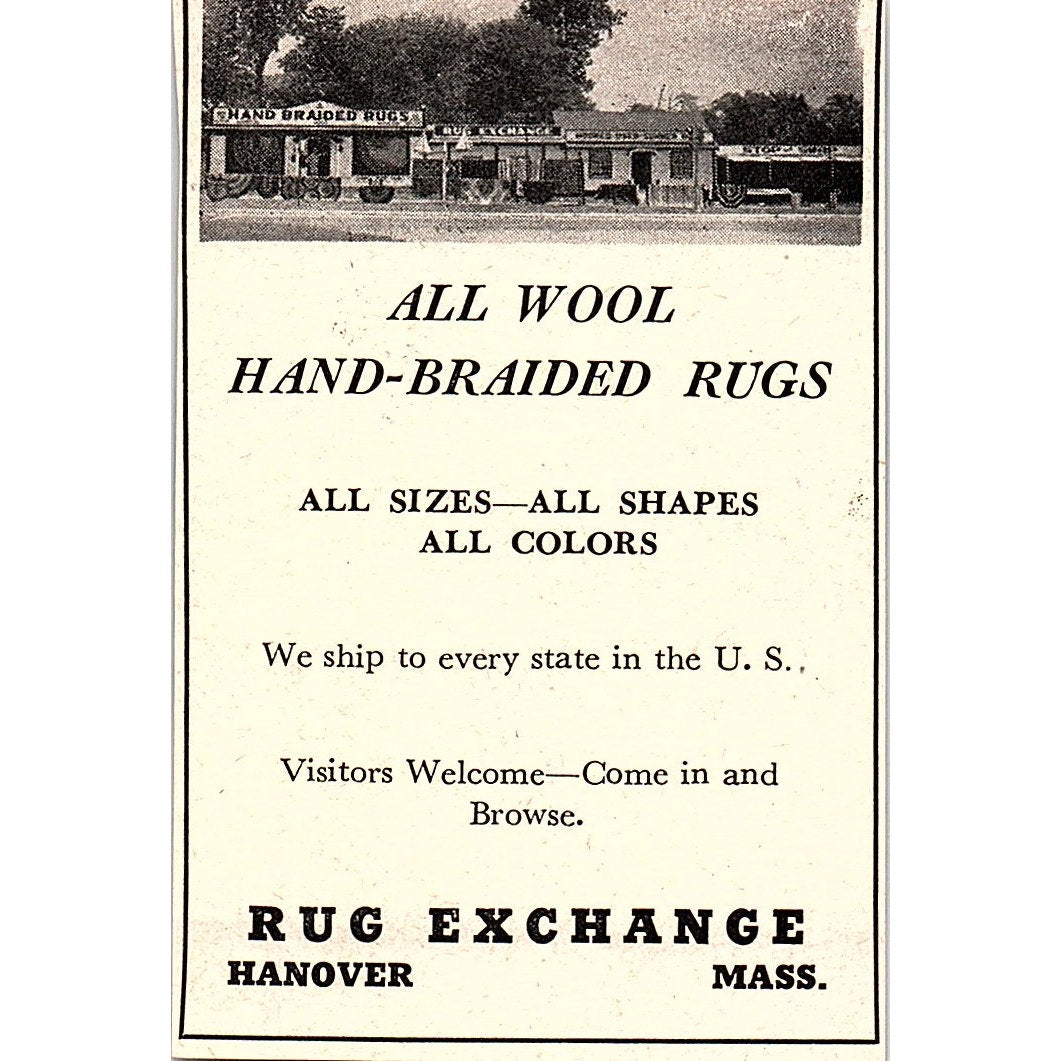 HAND BRAIDED RUGS
RUG EXCHANGE
ALL WOOL
HAND-BRAIDED RUGS
ALL SIZES—ALL SHAPES
ALL COLORS
We ship to every state in the U. S..
Visitors Welcome—Come in and
Browse.
RUG EXCHANGE
HANOVER MASS.